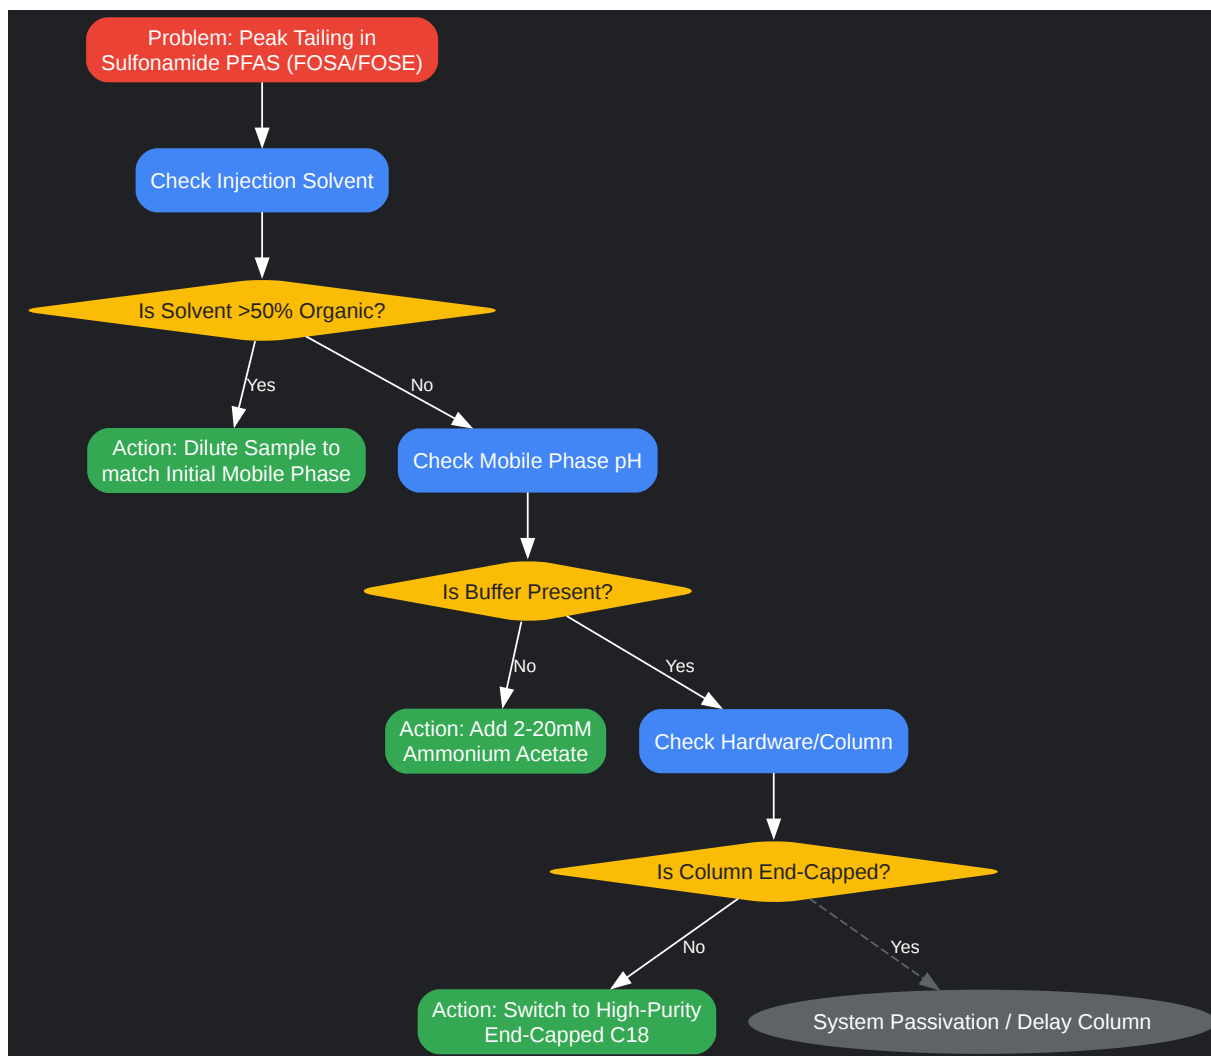 Problem: Peak Tailing in
Sulfonamide PFAS (FOSA/FOSE)
Check Injection Solvent
Is Solvent >50% Organic?
Yes
No
Action: Dilute Sample to
match Initial Mobile Phase
Check Mobile Phase pH
Is Buffer Present?
No
Yes
Action: Add 2-20mM
Ammonium Acetate
Check Hardware/Column
Is Column End-Capped?
No
Yes
Action: Switch to High-Purity
End-Capped C18
System Passivation / Delay Column